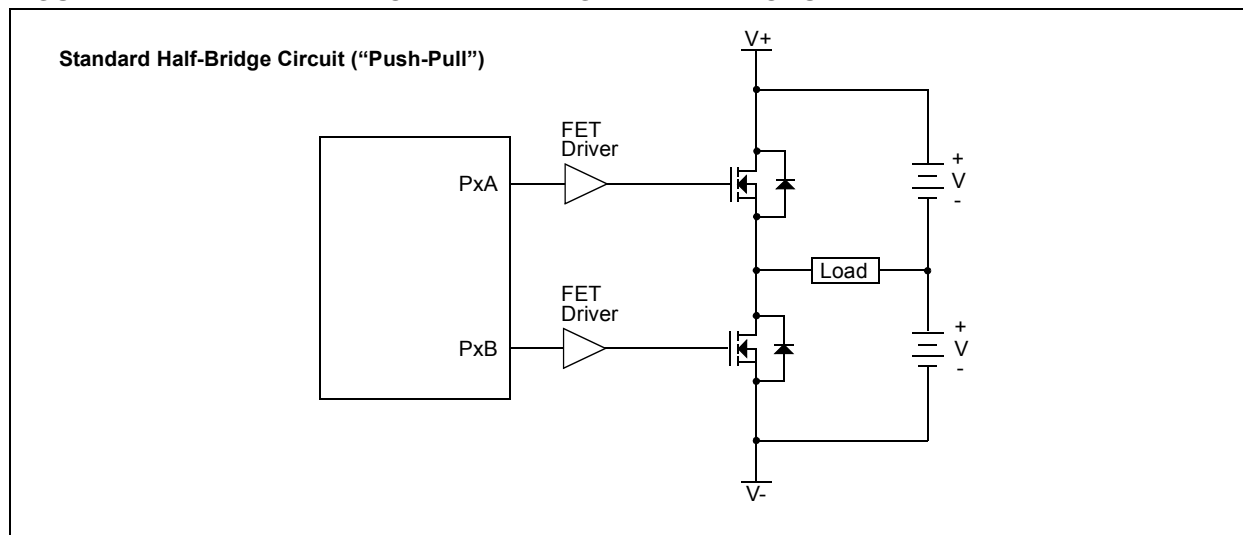 Standard Half-Bridge Circuit (“Push-Pull”)
V+
FET
Driver
PxA
+
V
-
Load
FET
Driver
PxB
+
V
-
V-